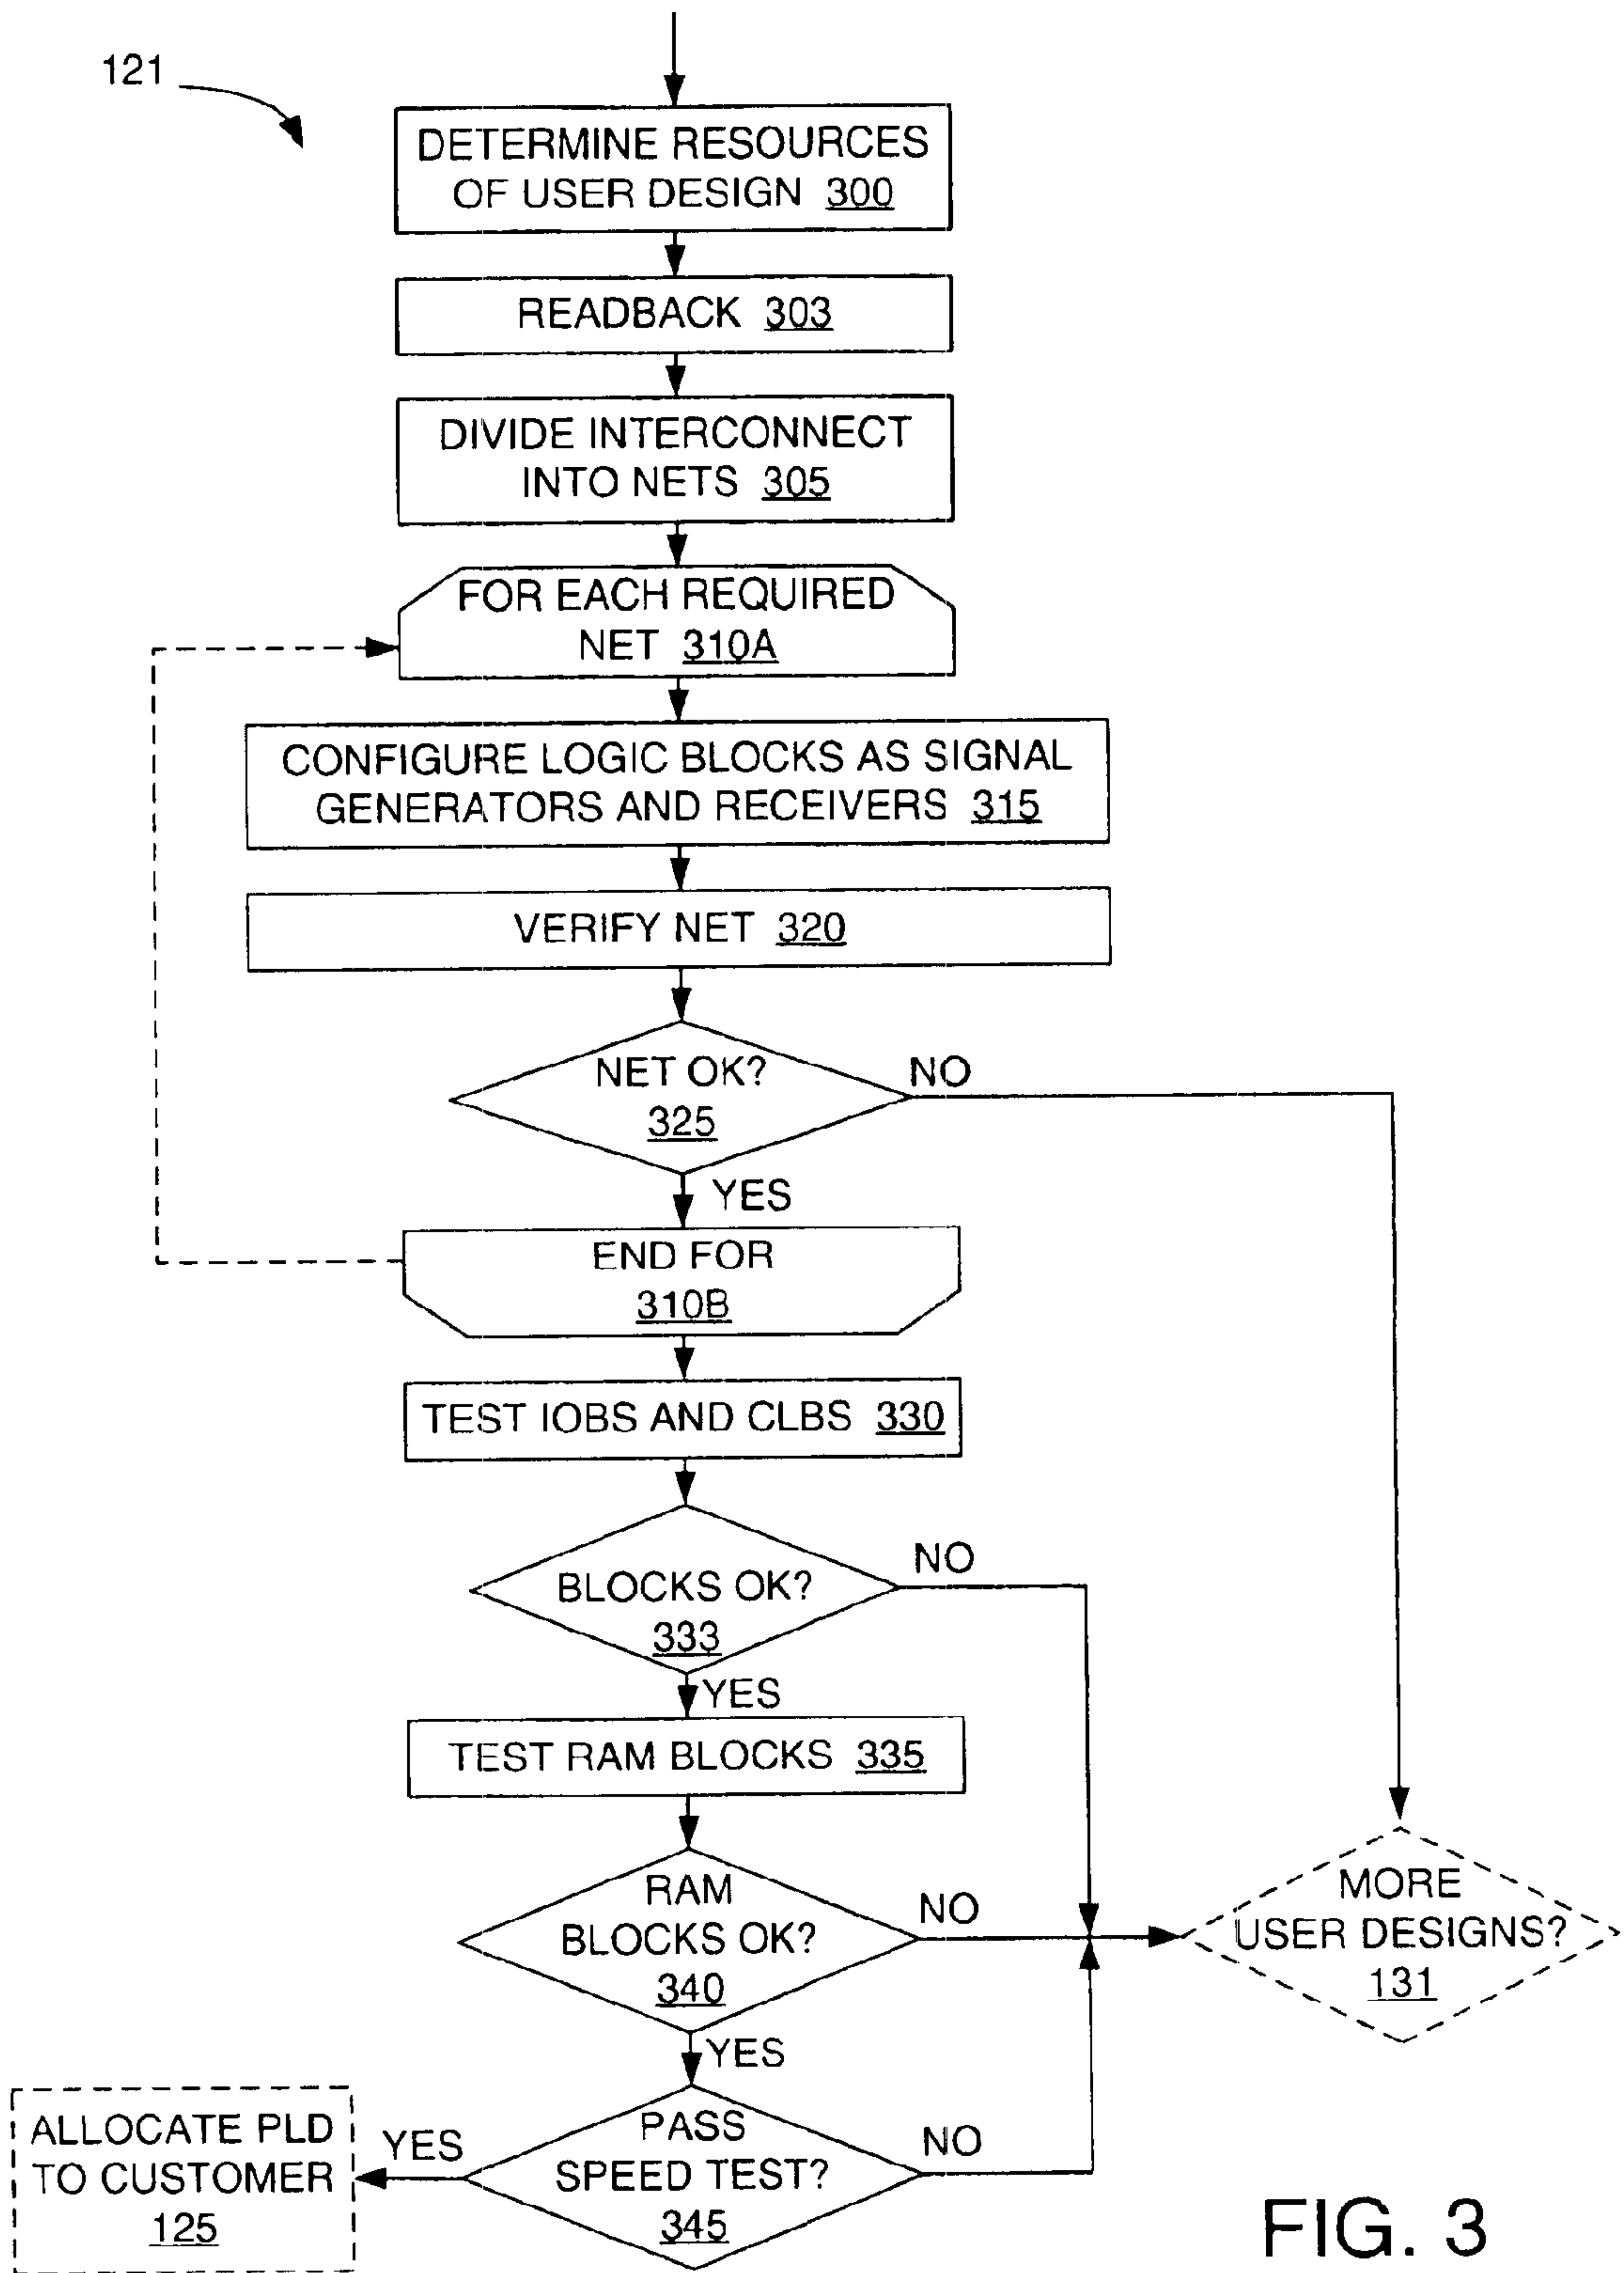 121
DETERMINE RESOURCES
OF USER DESIGN 300
READBACK 303
DIVIDE INTERCONNECT
INTO NETS 305
FOR EACH REQUIRED
NET 310A
CONFIGURE LOGIC BLOCKS AS SIGNAL
GENERATORS AND RECEIVERS 315
VERIFY NET 320
NET OK?
325
NO
YES
END FOR
310B
TEST IOBS AND CLBS 330
BLOCKS OK?
333
NO
YES
TEST RAM BLOCKS 335
RAM
BLOCKS OK?
340
NO
MORE
USER DESIGNS?
131
YES
PASS
SPEED TEST?
345
NO
YES
ALLOCATE PLD
TO CUSTOMER
125
FIG. 3